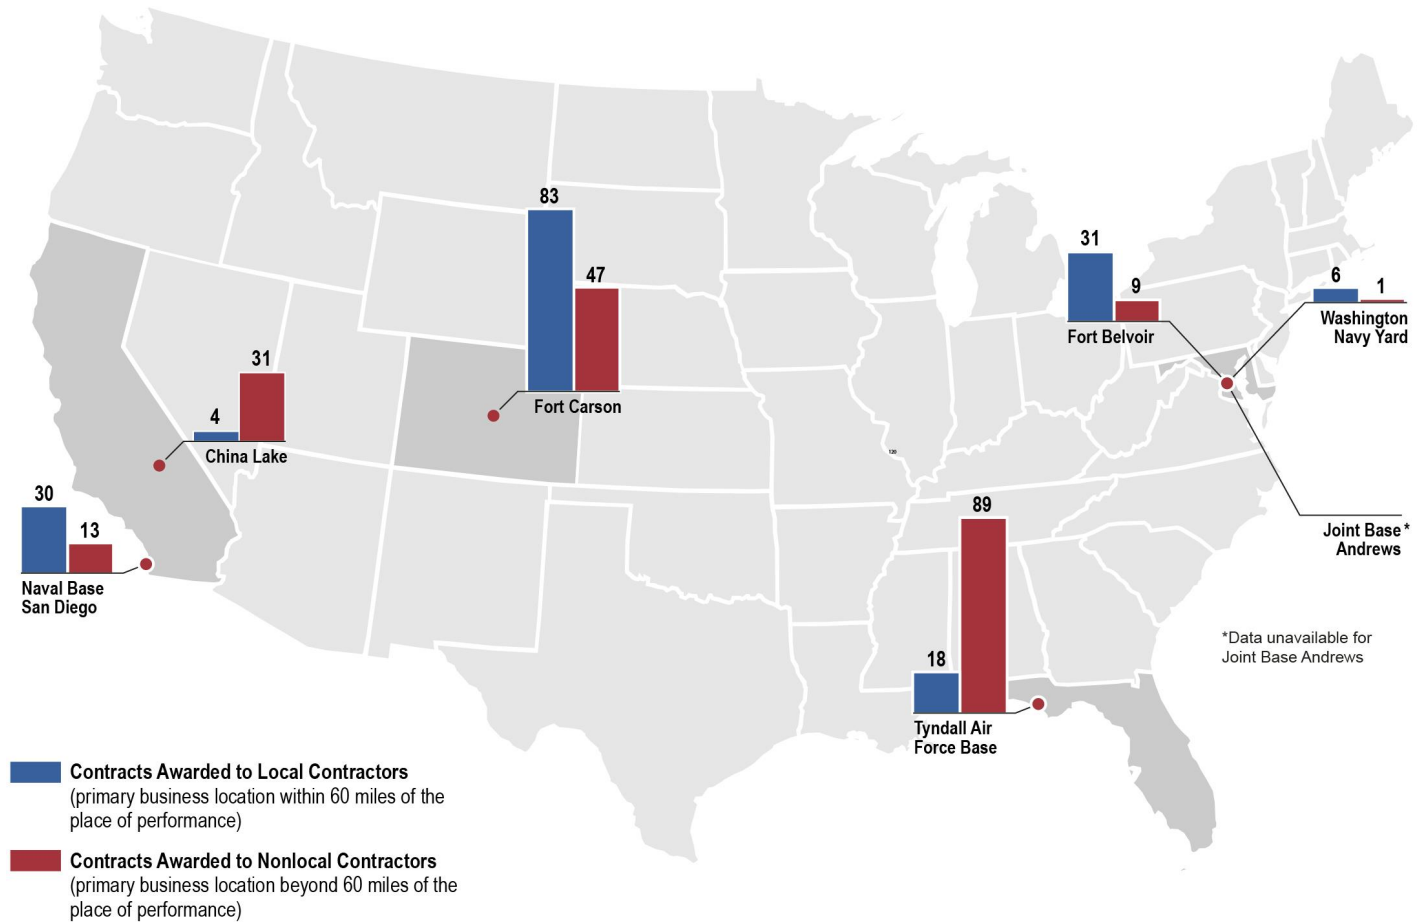 83
47
Fort Carson
31
9
Fort Belvoir
6
1
Washington
Navy Yard
4
31
China Lake
30
13
Naval Base
San Diego
120
89
18
Tyndall Air
Force Base
Joint Base*
Andrews
*Data unavailable for
Joint Base Andrews
Contracts Awarded to Local Contractors
(primary business location within 60 miles of the
place of performance)
Contracts Awarded to Nonlocal Contractors
(primary business location beyond 60 miles of the
place of performance)